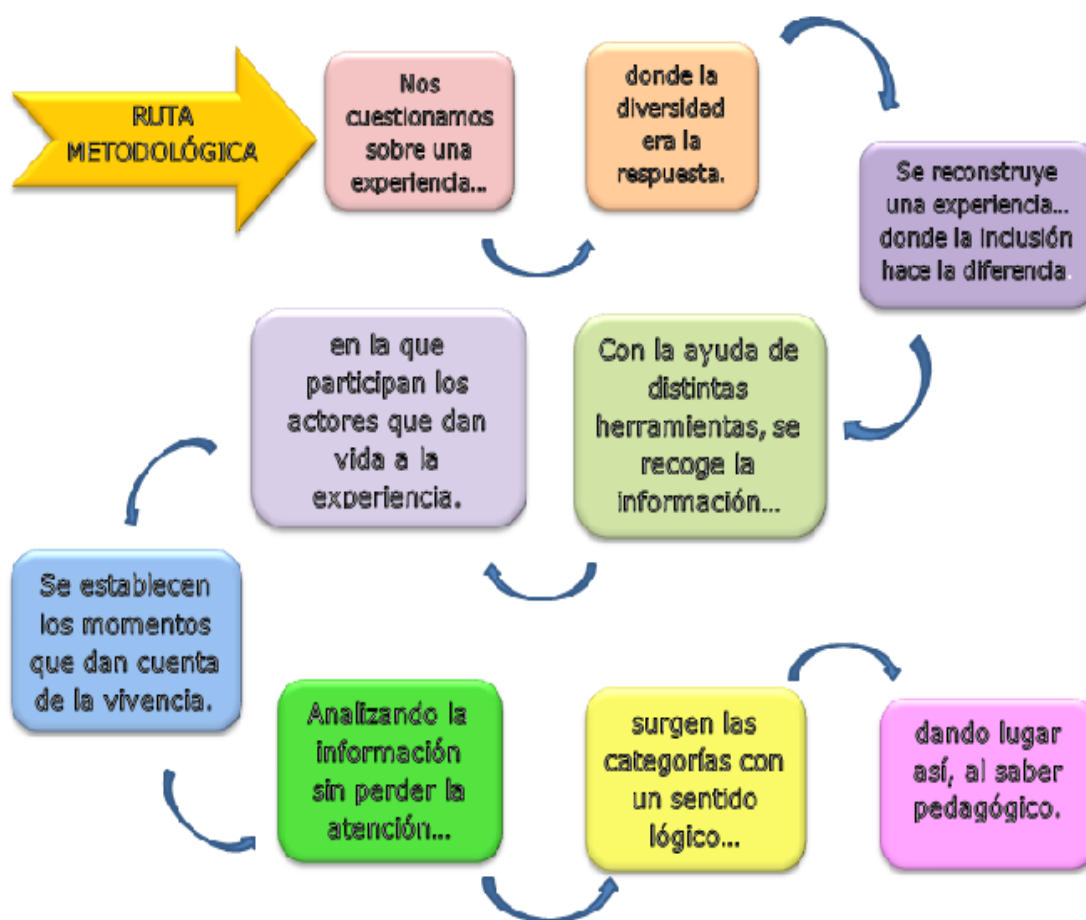 RUTA
METODOLÓGICA
Nos
cuestionamos
sobre una
experiencia...
donde la
diversidad
era la
respuesta.
Se reconstruye
una experiencia...
donde la inclusión
hace la diferencia.
Con la ayuda de
distintas
herramientas, se
recoge la
información...
en la que
participan los
actores que dan
vida a la
experiencia.
Se establecen
los momentos
que dan cuenta
de la vivencia.
Analizando la
información
sin perder la
atención...
surgen las
categorías con
un sentido
lógico...
dando lugar
así, al saber
pedagógico.